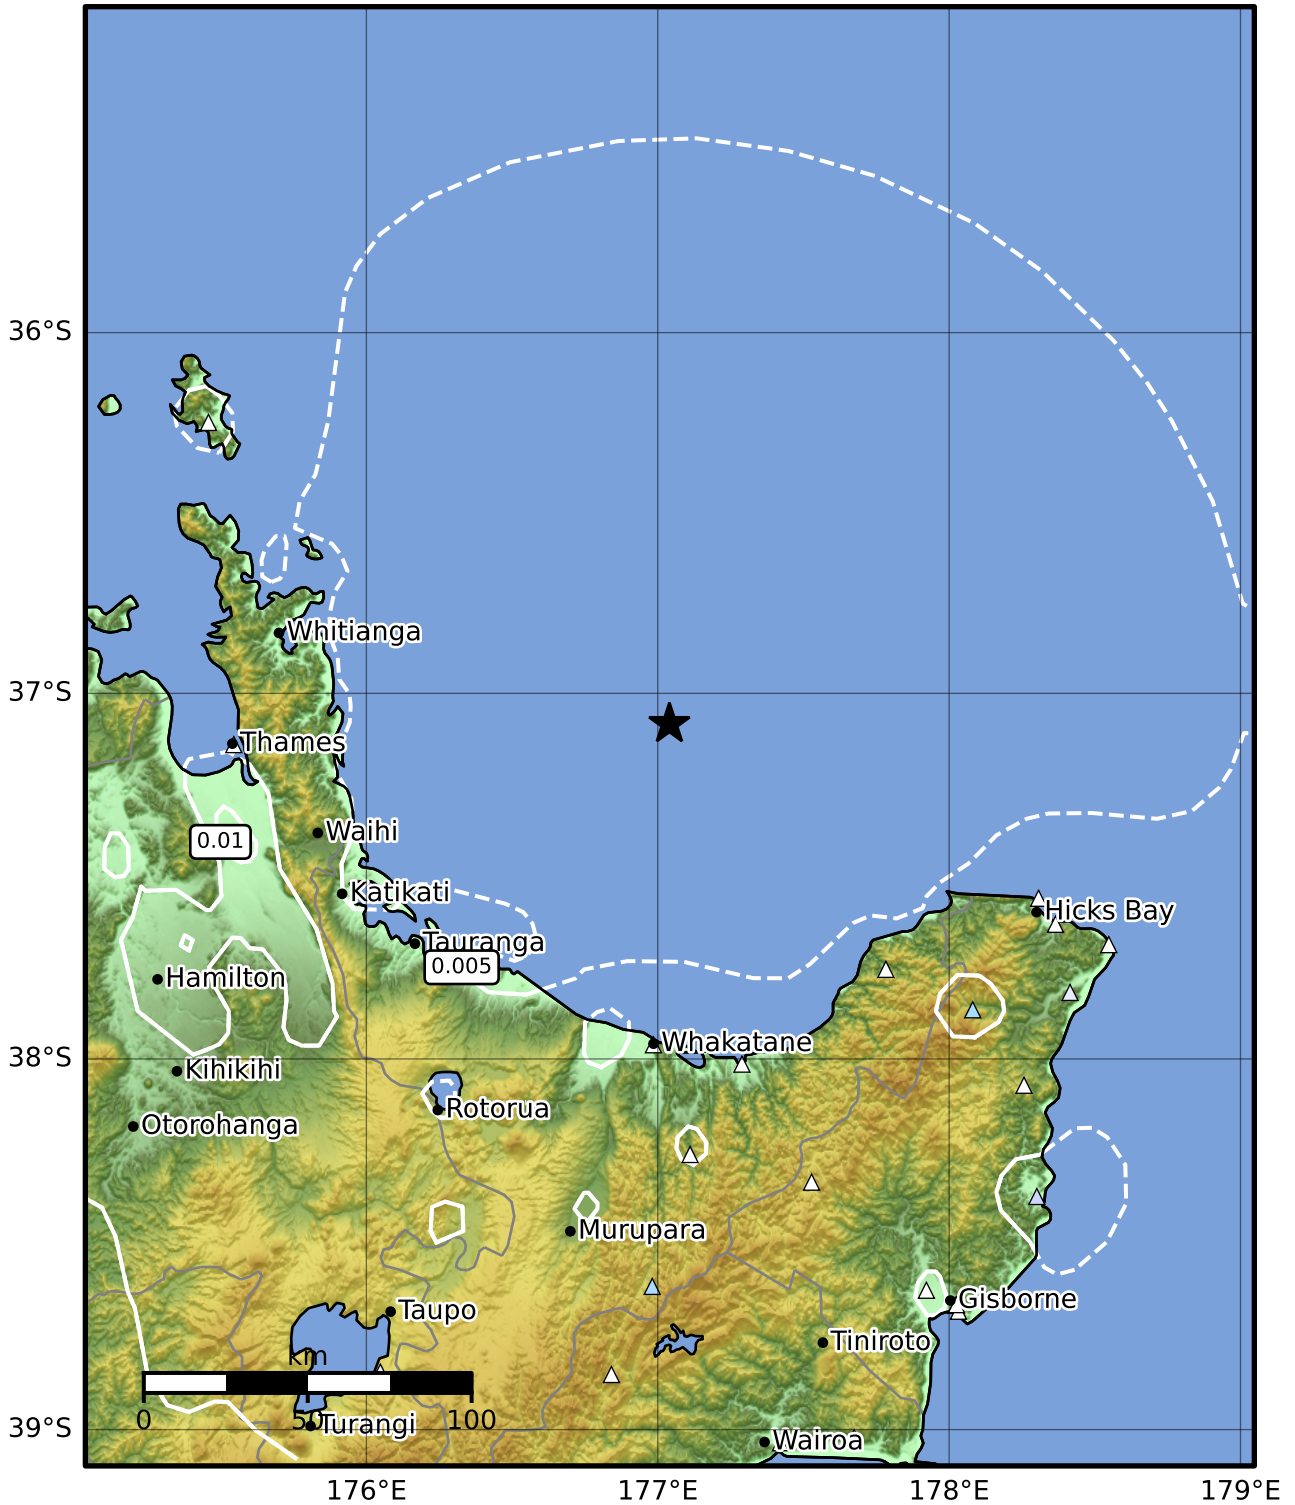 36°S
Whitianga
37°S
Thames
0.01
Waihi
Katikati
Tauranga
0.005
Hicks Bay
Hamilton
Whakatane
38°S
Kihikihi
Rotorua
Otorohanga
Murupara
Gisborne
Taupo
Tiniroto
km
0 50 100
Turangi
39°S
Wairoa
176°E 177°E 178°E 179°E